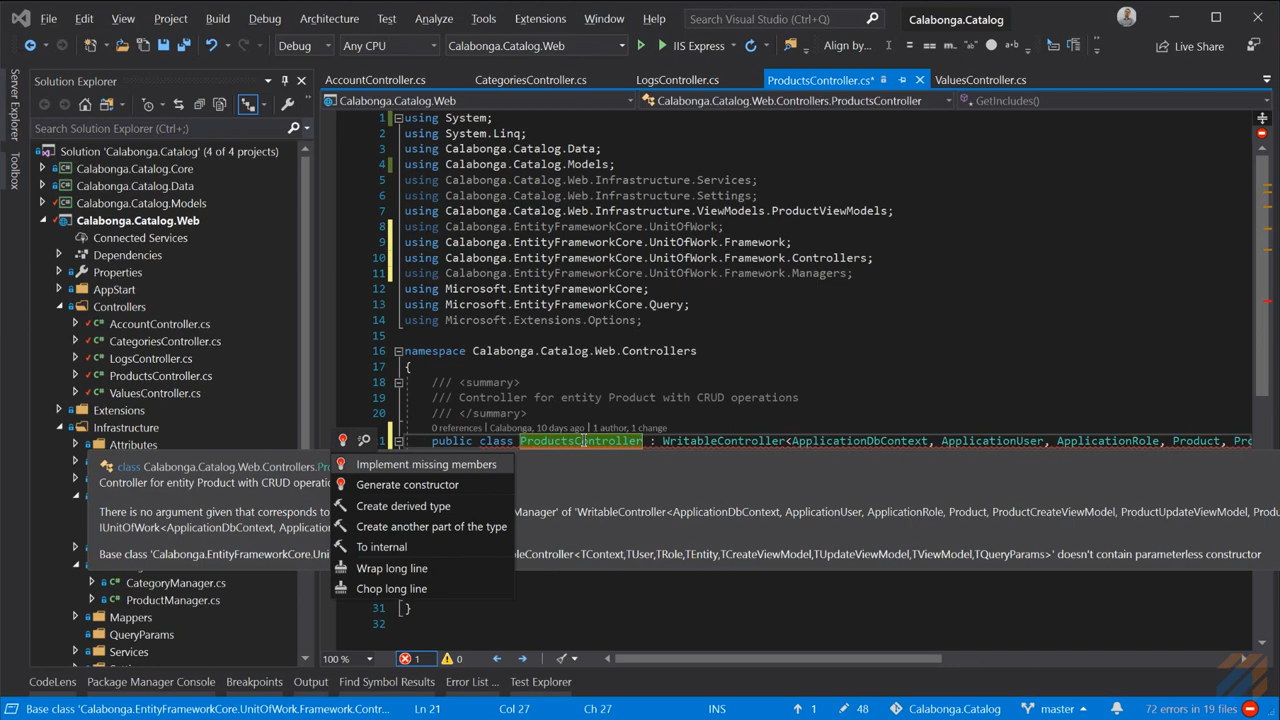 File Edit View Project Build Debug Architecture Test Analyze Tools Extensions Window Help Search Visual Studio (Ctrl+Q) Calabonga.Catalog
Debug Any CPU Calabonga.Catalog.Web IIS Express Align by... Live Share
Server Explorer
Toolbox
Solution Explorer
Search Solution Explorer (Ctrl+;)
Solution 'Calabonga.Catalog' (4 of 4 projects)
Calabonga.Catalog.Core
Calabonga.Catalog.Data
Calabonga.Catalog.Models
Calabonga.Catalog.Web
Connected Services
Dependencies
Properties
AppStart
Controllers
AccountController.cs
CategoriesController.cs
LogsController.cs
ProductsController.cs
ValuesController.cs
Extensions
Infrastructure
Attributes
CategoryManager.cs
ProductManager.cs
Mappers
QueryParams
Services
AccountController.cs CategoriesController.cs LogsController.cs ProductsController.cs* ValuesController.cs
Calabonga.Catalog.Web Calabonga.Catalog.Web.Controllers.ProductsController GetIncludes()
1 using System;
2 using System.Linq;
3 using Calabonga.Catalog.Data;
4 using Calabonga.Catalog.Models;
5 using Calabonga.Catalog.Web.Infrastructure.Services;
6 using Calabonga.Catalog.Web.Infrastructure.Settings;
7 using Calabonga.Catalog.Web.Infrastructure.ViewModels.ProductViewModels;
8 using Calabonga.EntityFrameworkCore.UnitOfWork;
9 using Calabonga.EntityFrameworkCore.UnitOfWork.Framework;
10 using Calabonga.EntityFrameworkCore.UnitOfWork.Framework.Controllers;
11 using Calabonga.EntityFrameworkCore.UnitOfWork.Framework.Managers;
12 using Microsoft.EntityFrameworkCore;
13 using Microsoft.EntityFrameworkCore.Query;
14 using Microsoft.Extensions.Options;
15
16 namespace Calabonga.Catalog.Web.Controllers
17 {
18 /// <summary>
19 /// Controller for entity Product with CRUD operations
20 /// </summary>
0 references | Calabonga, 10 days ago | 1 author, 1 change
1 public class ProductsController : WritableController<ApplicationDbContext, ApplicationUser, ApplicationRole, Product, Pro
class Calabonga.Catalog.Web.Controllers.Pro
Controller for entity Product with CRUD operati
There is no argument given that corresponds to
Manager' of 'WritableController<ApplicationDbContext, ApplicationUser, ApplicationRole, Product, ProductCreateViewModel, ProductUpdateViewModel, Produ
IUnitOfWork<ApplicationDbContext, Applicatio
Base class 'Calabonga.EntityFrameworkCore.Uni
ableController<TContext,TUser,TRole,TEntity,TCreateViewModel,TUpdateViewModel,TViewModel,TQueryParams>' doesn't contain parameterless constructor
Implement missing members
Generate constructor
Create derived type
Create another part of the type
To internal
Wrap long line
Chop long line
31 }
32
100 % 1 0
CodeLens Package Manager Console Breakpoints Output Find Symbol Results Error List ... Test Explorer
Base class 'Calabonga.EntityFrameworkCore.UnitOfWork.Framework.Contr... Ln 21 Col 27 Ch 27 INS 1 48 Calabonga.Catalog master 72 errors in 19 files